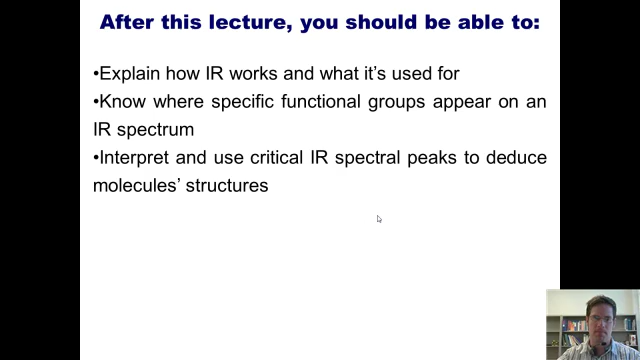 After this lecture, you should be able to:
•Explain how IR works and what it's used for
•Know where specific functional groups appear on an
IR spectrum
•Interpret and use critical IR spectral peaks to deduce
molecules' structures